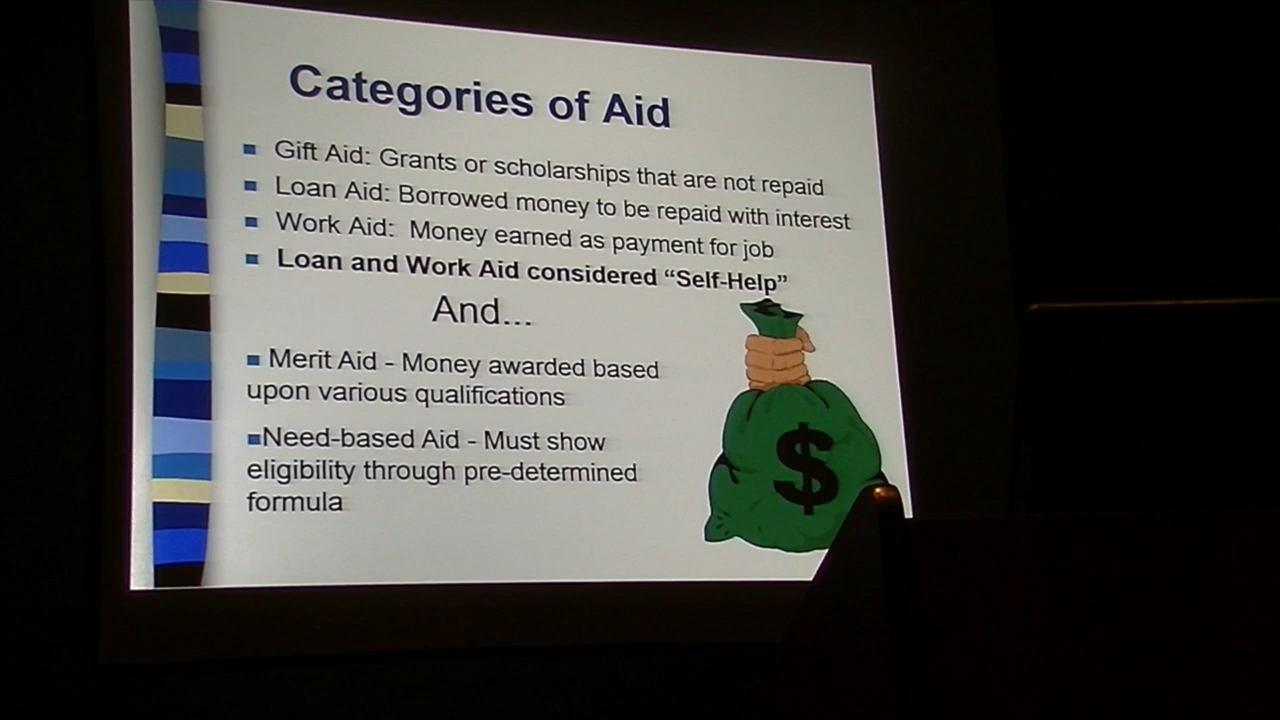 Categories of Aid
Gift Aid: Grants or scholarships that are not repaid
Loan Aid: Borrowed money to be repaid with interest
Work Aid: Money earned as payment for job
Loan and Work Aid considered “Self-Help”
And...
Merit Aid - Money awarded based
upon various qualifications
Need-based Aid - Must show
eligibility through pre-determined
formula
$